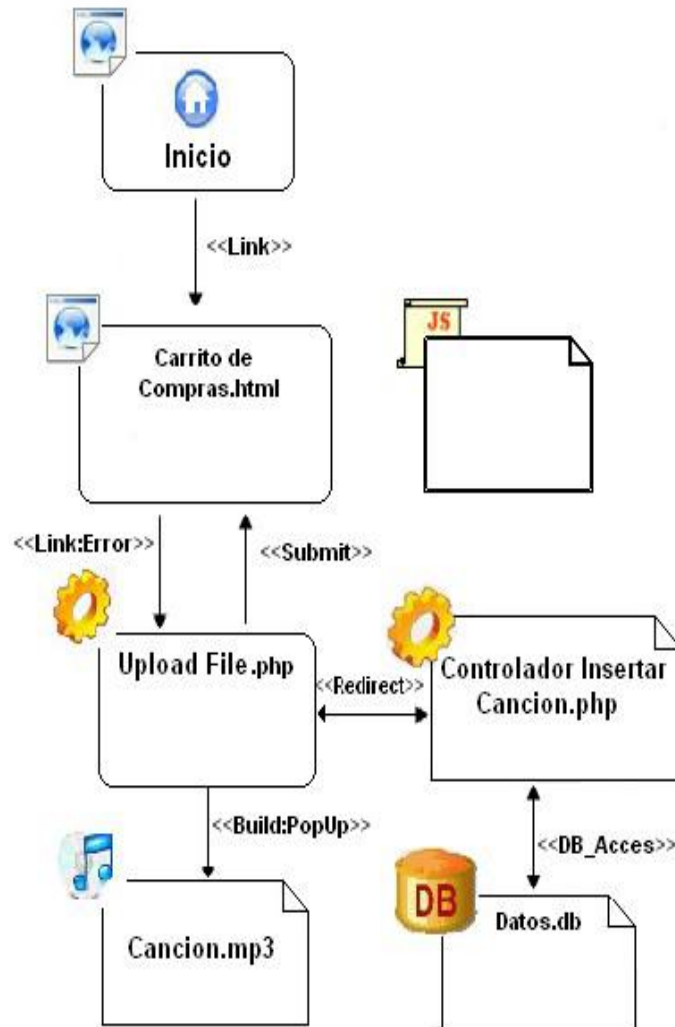 Inicio
<<Link>>
JS
Carrito de
Compras.html
<<Link:Error>>
<<Submit>>
Upload File.php
<<Redirect>>
Controlador Insertar
Cancion.php
<<Build:PopUp>>
<<DB_Acces>>
DB
Cancion.mp3
Datos.db